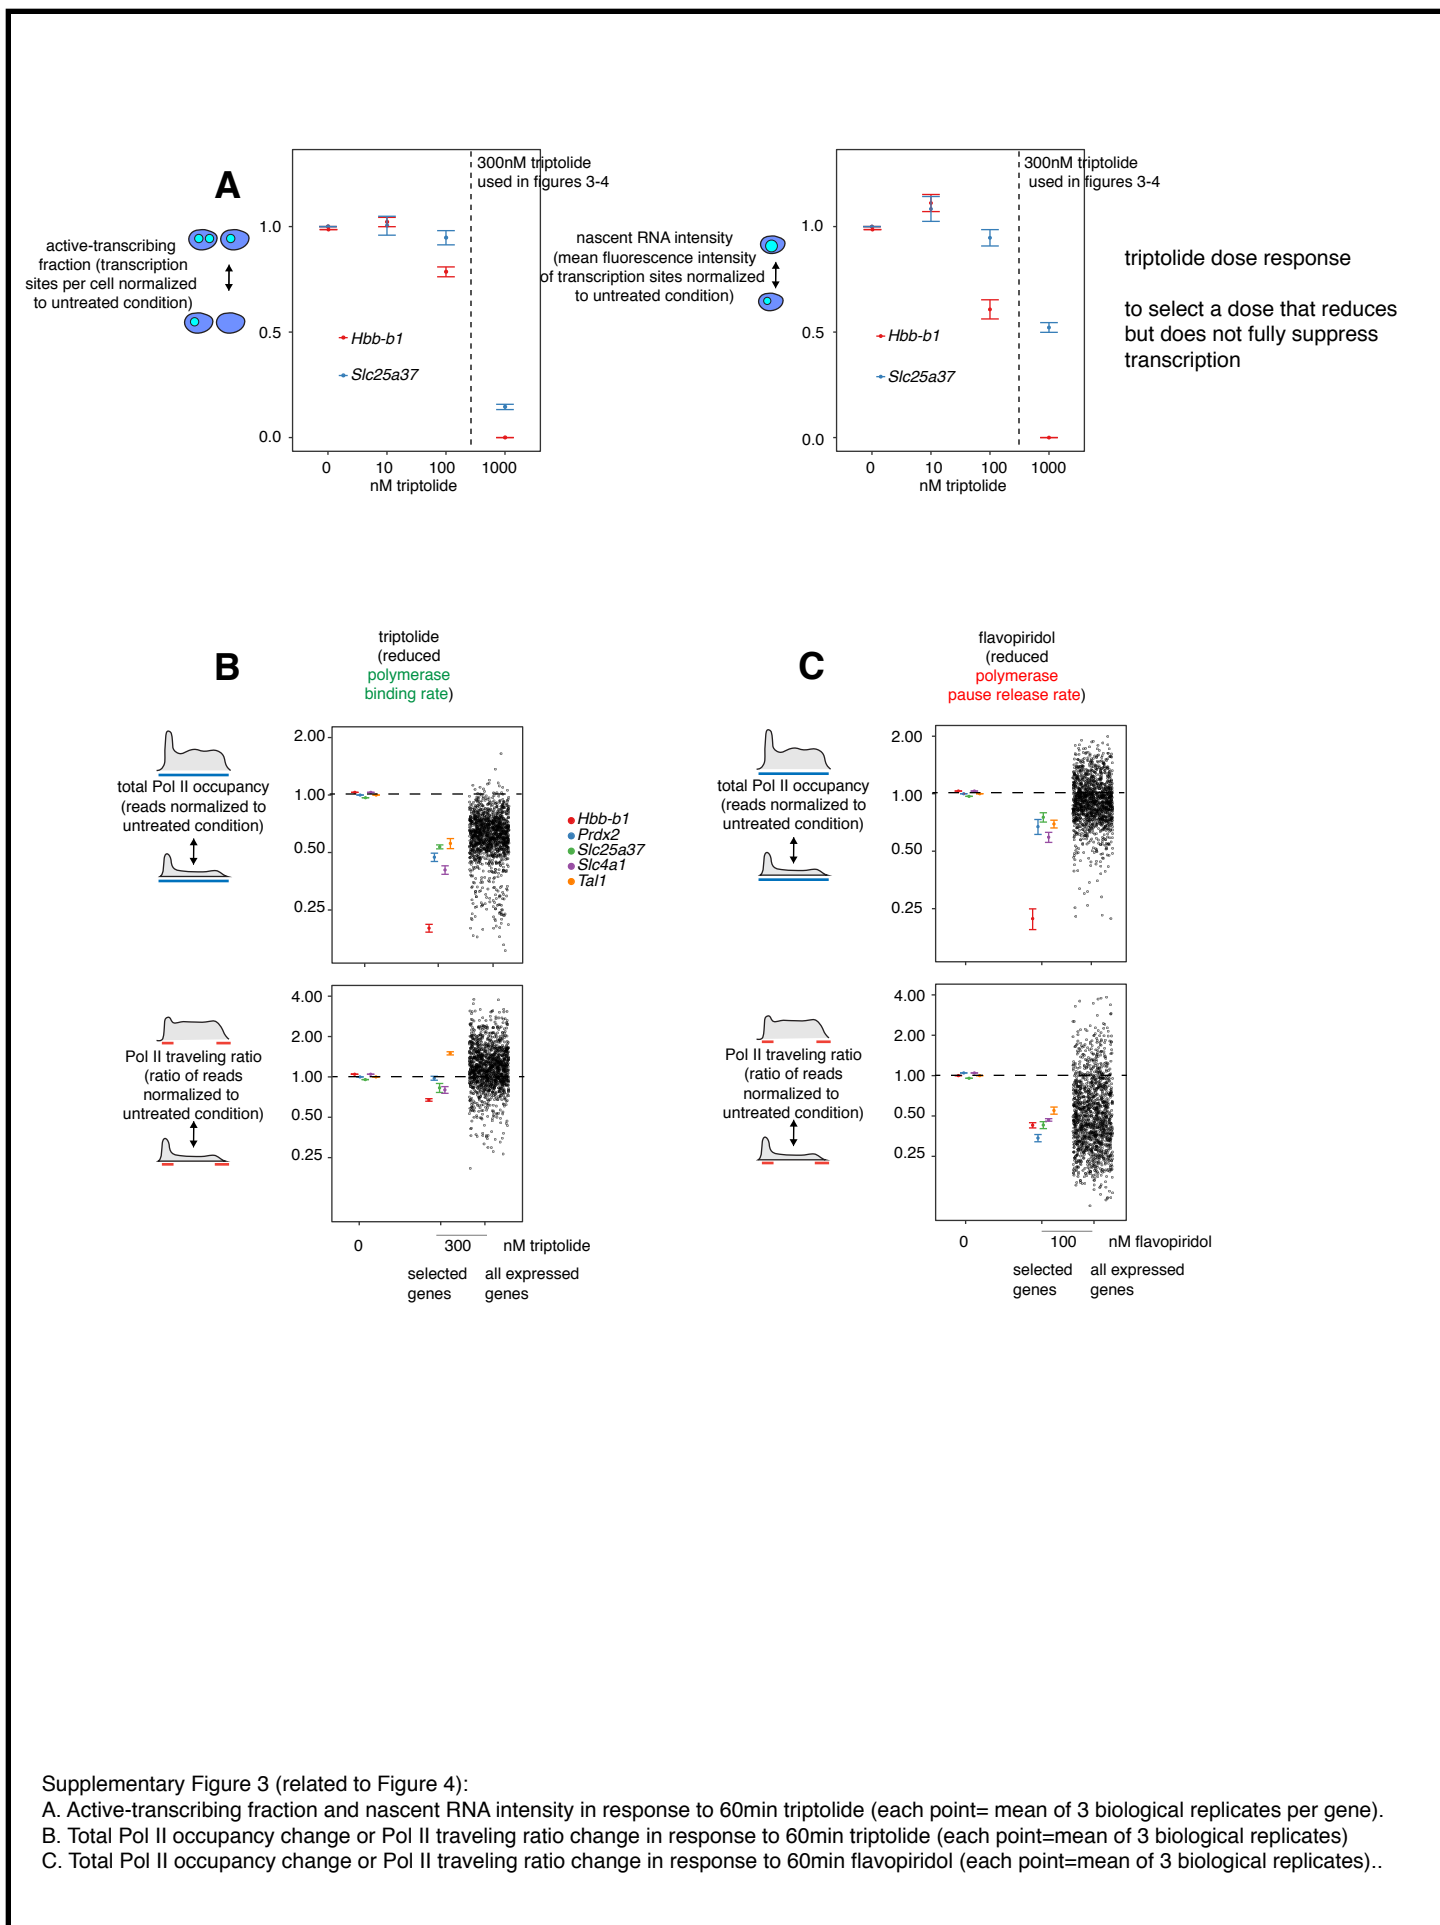 A
active-transcribing
fraction (transcription
sites per cell normalized
to untreated condition)
300nM triptolide
used in figures 3-4
1.0
0.5
0.0
Hbb-b1
Slc25a37
0 10 100 1000
nM triptolide
nascent RNA intensity
(mean fluorescence intensity
of transcription sites normalized
to untreated condition)
300nM triptolide
used in figures 3-4
1.0
0.5
0.0
Hbb-b1
Slc25a37
0 10 100 1000
nM triptolide
triptolide dose response
to select a dose that reduces
but does not fully suppress
transcription
B
triptolide
(reduced
polymerase
binding rate)
total Pol II occupancy
(reads normalized to
untreated condition)
2.00
1.00
0.50
0.25
Hbb-b1
Prdx2
Slc25a37
Slc4a1
Tal1
Pol II traveling ratio
(ratio of reads
normalized to
untreated condition)
4.00
2.00
1.00
0.50
0.25
0 300 nM triptolide
selected all expressed
genes genes
C
flavopiridol
(reduced
polymerase
pause release rate)
total Pol II occupancy
(reads normalized to
untreated condition)
2.00
1.00
0.50
0.25
Pol II traveling ratio
(ratio of reads
normalized to
untreated condition)
4.00
2.00
1.00
0.50
0.25
0 100 nM flavopiridol
selected all expressed
genes genes
Supplementary Figure 3 (related to Figure 4):
A. Active-transcribing fraction and nascent RNA intensity in response to 60min triptolide (each point= mean of 3 biological replicates per gene).
B. Total Pol II occupancy change or Pol II traveling ratio change in response to 60min triptolide (each point=mean of 3 biological replicates)
C. Total Pol II occupancy change or Pol II traveling ratio change in response to 60min flavopiridol (each point=mean of 3 biological replicates)..